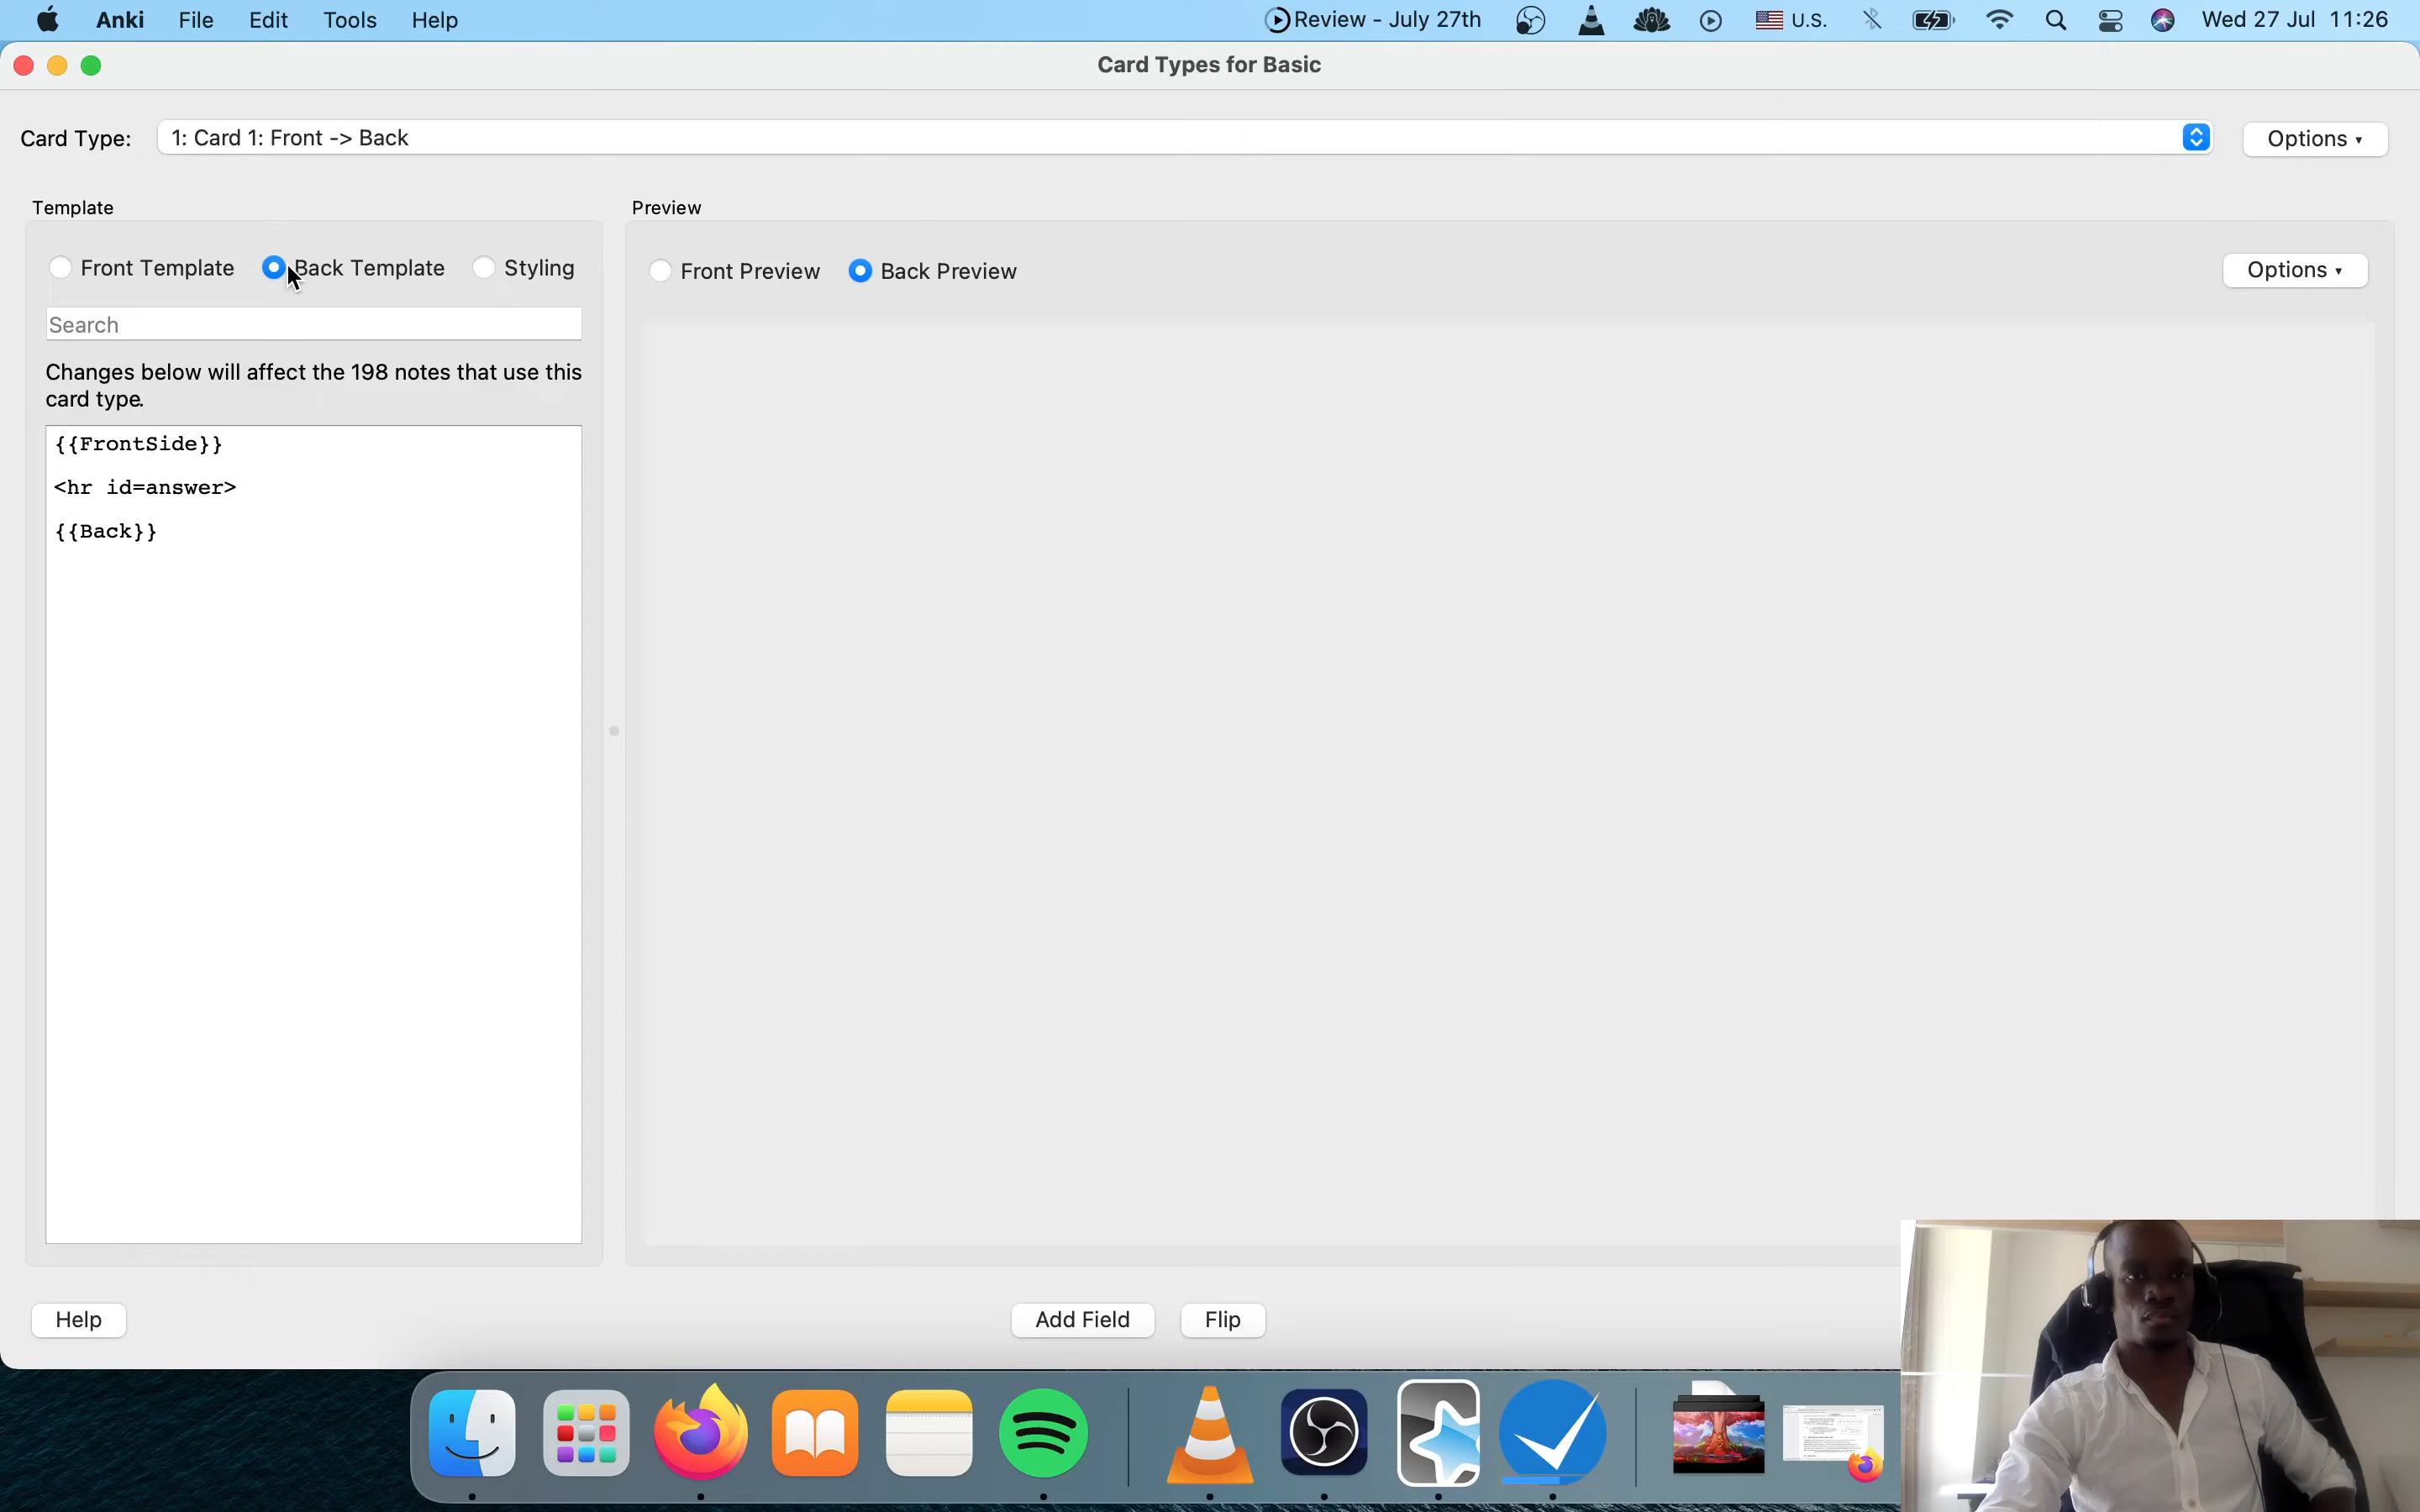 Anki File Edit Tools Help Review - July 27th U.S. Wed 27 Jul 11:26
Card Types for Basic
Card Type: 1: Card 1: Front -> Back Options
Template
Preview
Front Template Back Template Styling
Front Preview Back Preview Options
Search
Changes below will affect the 198 notes that use this
card type.
{{FrontSide}}
<hr id=answer>
{{Back}}
Help Add Field Flip